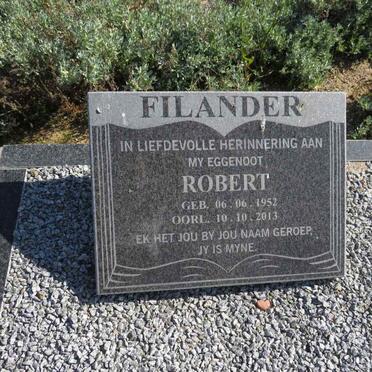 FILANDER
IN LIEFDEVOLLE HERINNERING AAN
MY EGGENOOT
ROBERT
GEB. 06. 06. 1952
OORL. 10. 10. 2013
EK HET JOU BY JOU NAAM GEROEP,
JY IS MYNE.